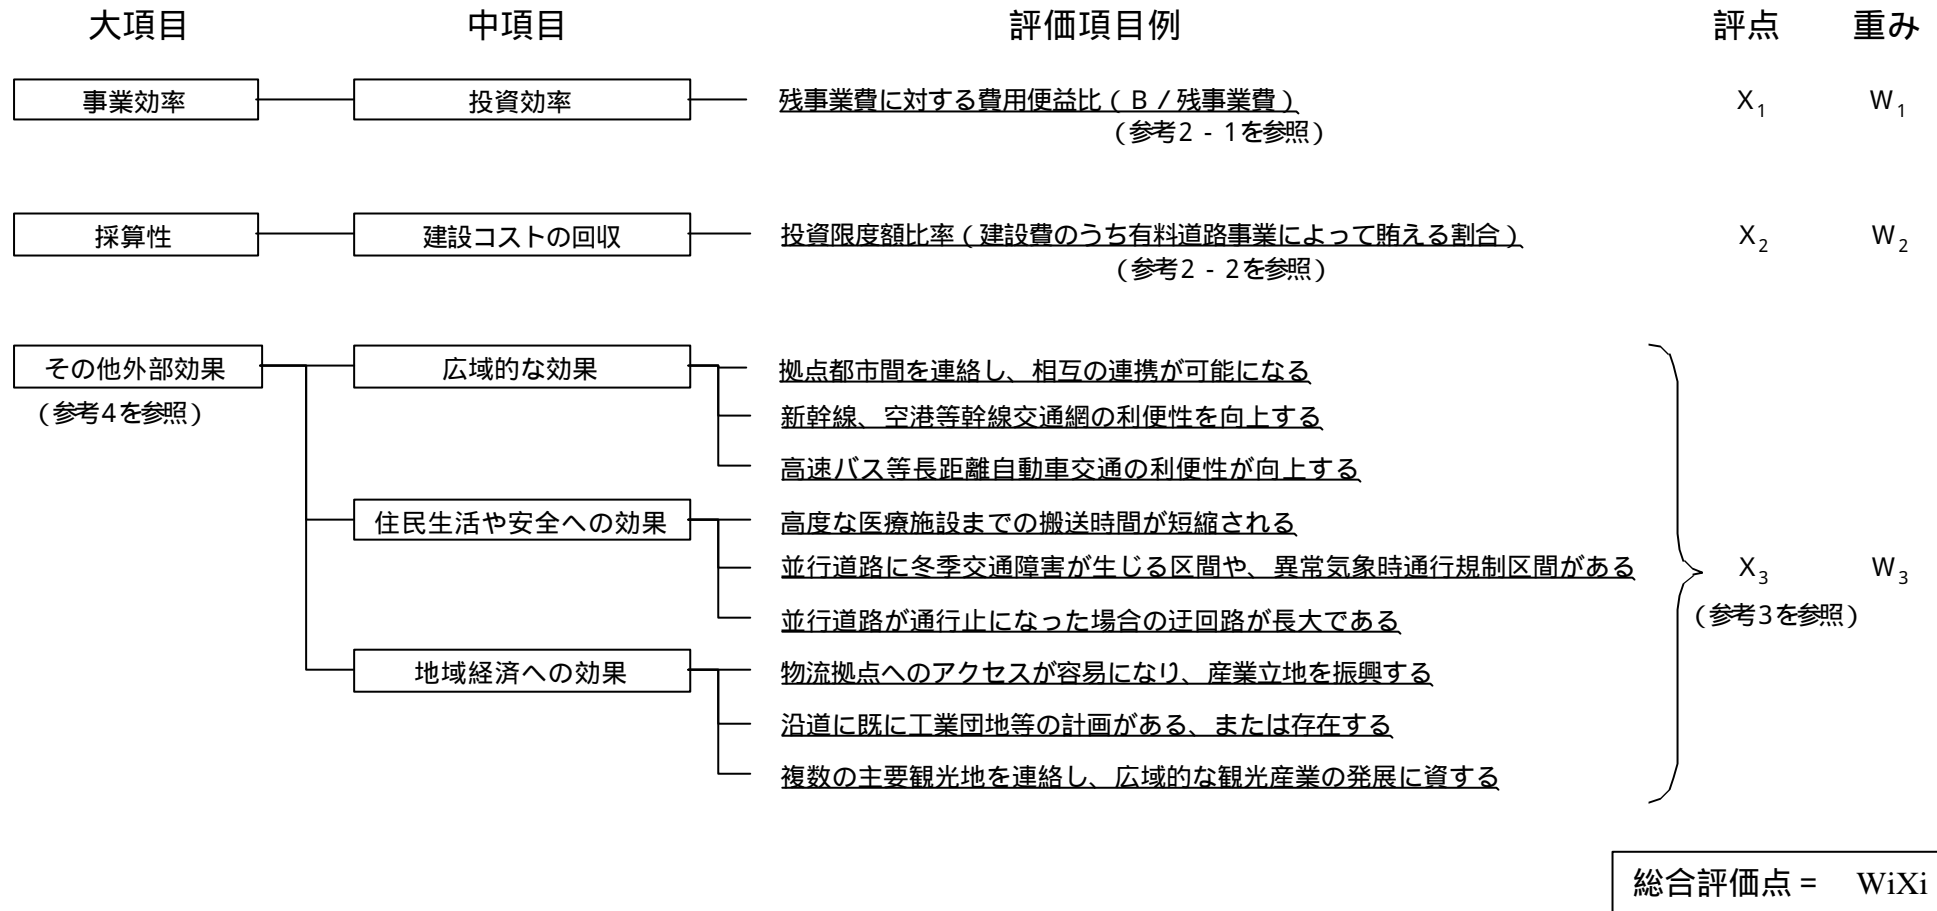 大項目 中項目 評価項目例 評点 重み
事業効率 投資効率 残事業費に対する費用便益比(B/残事業費) X1 W1
(参考2-1を参照)
採算性 建設コストの回収 投資限度額比率(建設費のうち有料道路事業によって賄える割合) X2 W2
(参考2-2を参照)
その他外部効果 広域的な効果 拠点都市間を連絡し、相互の連携が可能になる
(参考4を参照) 新幹線、空港等幹線交通網の利便性を向上する
高速バス等長距離自動車交通の利便性が向上する
住民生活や安全への効果 高度な医療施設までの搬送時間が短縮される
並行道路に冬季交通障害が生じる区間や、異常気象時通行規制区間がある X3 W3
並行道路が通行止になった場合の迂回路が長大である (参考3を参照)
地域経済への効果 物流拠点へのアクセスが容易になり、産業立地を振興する
沿道に既に工業団地等の計画がある、または存在する
複数の主要観光地を連絡し、広域的な観光産業の発展に資する
総合評価点= WiXi